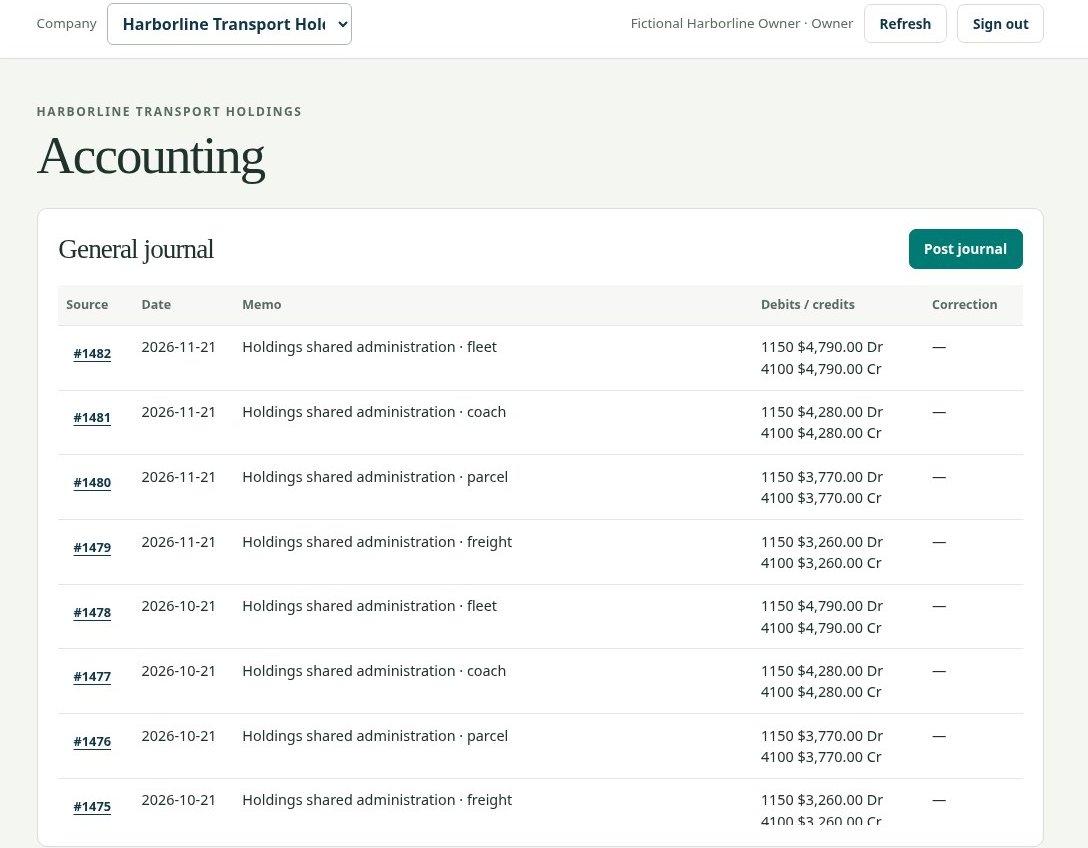 Company Harborline Transport Hol Fictional Harborline Owner · Owner Refresh Sign out
HARBORLINE TRANSPORT HOLDINGS
Accounting
General journal Post journal
Source Date Memo Debits / credits Correction
#1482 2026-11-21 Holdings shared administration · fleet 1150 $4,790.00 Dr —
4100 $4,790.00 Cr
#1481 2026-11-21 Holdings shared administration · coach 1150 $4,280.00 Dr —
4100 $4,280.00 Cr
#1480 2026-11-21 Holdings shared administration · parcel 1150 $3,770.00 Dr —
4100 $3,770.00 Cr
#1479 2026-11-21 Holdings shared administration · freight 1150 $3,260.00 Dr —
4100 $3,260.00 Cr
#1478 2026-10-21 Holdings shared administration · fleet 1150 $4,790.00 Dr —
4100 $4,790.00 Cr
#1477 2026-10-21 Holdings shared administration · coach 1150 $4,280.00 Dr —
4100 $4,280.00 Cr
#1476 2026-10-21 Holdings shared administration · parcel 1150 $3,770.00 Dr —
4100 $3,770.00 Cr
#1475 2026-10-21 Holdings shared administration · freight 1150 $3,260.00 Dr —
4100 $3,260.00 Cr